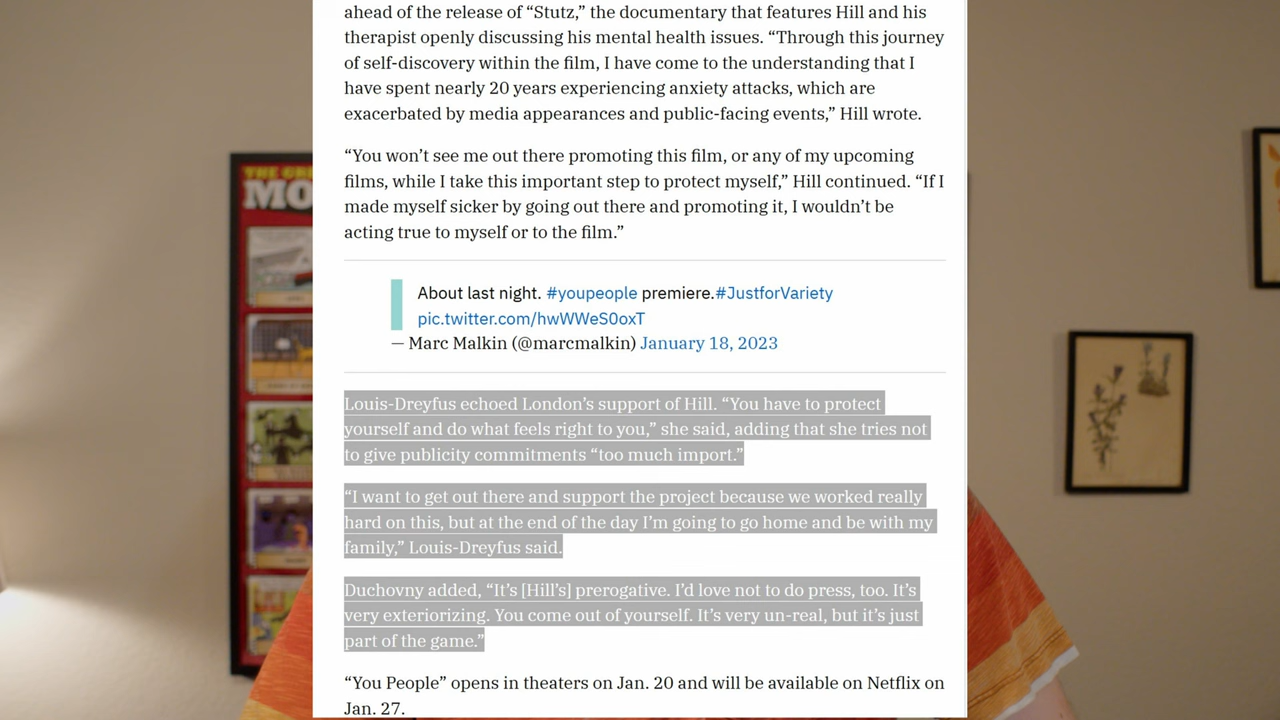 ahead of the release of “Stutz,” the documentary that features Hill and his
therapist openly discussing his mental health issues. “Through this journey
of self-discovery within the film, I have come to the understanding that I
have spent nearly 20 years experiencing anxiety attacks, which are
exacerbated by media appearances and public-facing events,” Hill wrote.
“You won’t see me out there promoting this film, or any of my upcoming
films, while I take this important step to protect myself,” Hill continued. “If I
made myself sicker by going out there and promoting it, I wouldn’t be
acting true to myself or to the film.”
About last night. #youpeople premiere.#JustforVariety
pic.twitter.com/hwWWeS0oxT
— Marc Malkin (@marcmalkin) January 18, 2023
Louis-Dreyfus echoed London’s support of Hill. “You have to protect
yourself and do what feels right to you,” she said, adding that she tries not
to give publicity commitments “too much import.”
“I want to get out there and support the project because we worked really
hard on this, but at the end of the day I’m going to go home and be with my
family,” Louis-Dreyfus said.
Duchovny added, “It’s [Hill’s] prerogative. I’d love not to do press, too. It’s
very exteriorizing. You come out of yourself. It’s very un-real, but it’s just
part of the game.”
“You People” opens in theaters on Jan. 20 and will be available on Netflix on
Jan. 27.
THE
MO